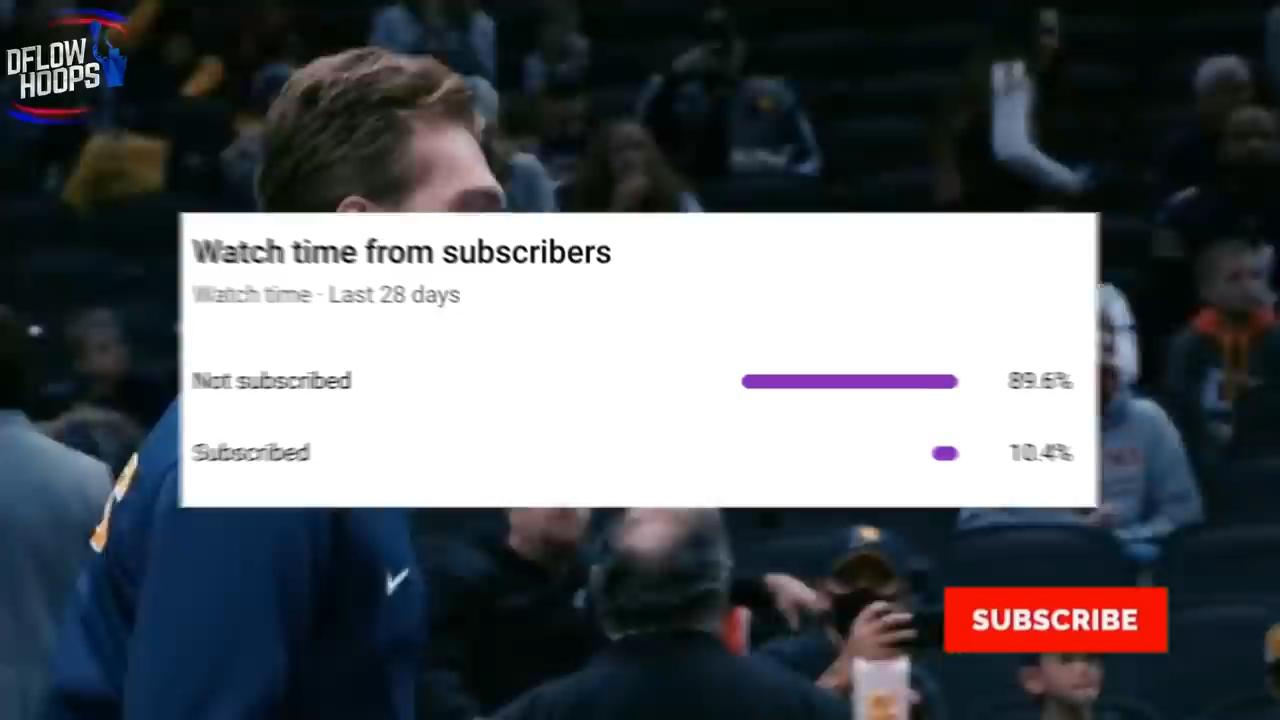 DFLOW
HOOPS
Watch time from subscribers
Watch time · Last 28 days
Not subscribed 89.6%
Subscribed 10.4%
SUBSCRIBE